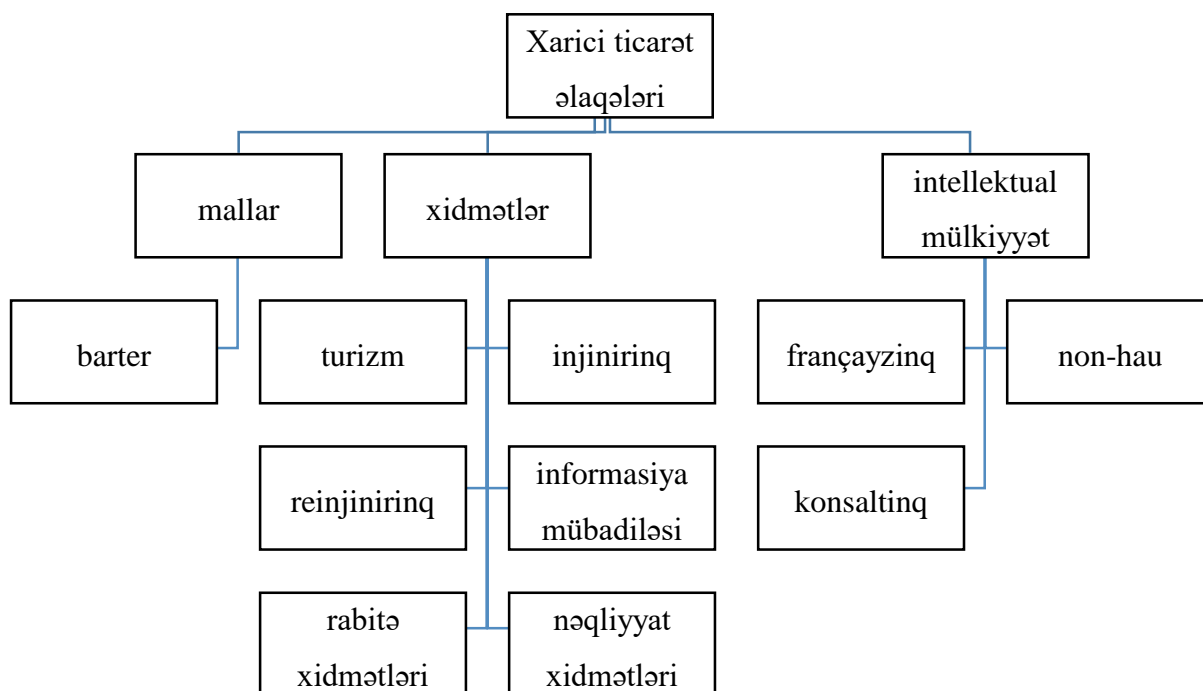 Xarici ticarət
əlaqələri
mallar
xidmətlər
intellektual
mülkiyyət
barter
turizm
injinirinq
françayzinq
non-hau
reinjinirinq
informasiya
mübadiləsi
konsaltinq
rabitə
xidmətləri
nəqliyyat
xidmətləri